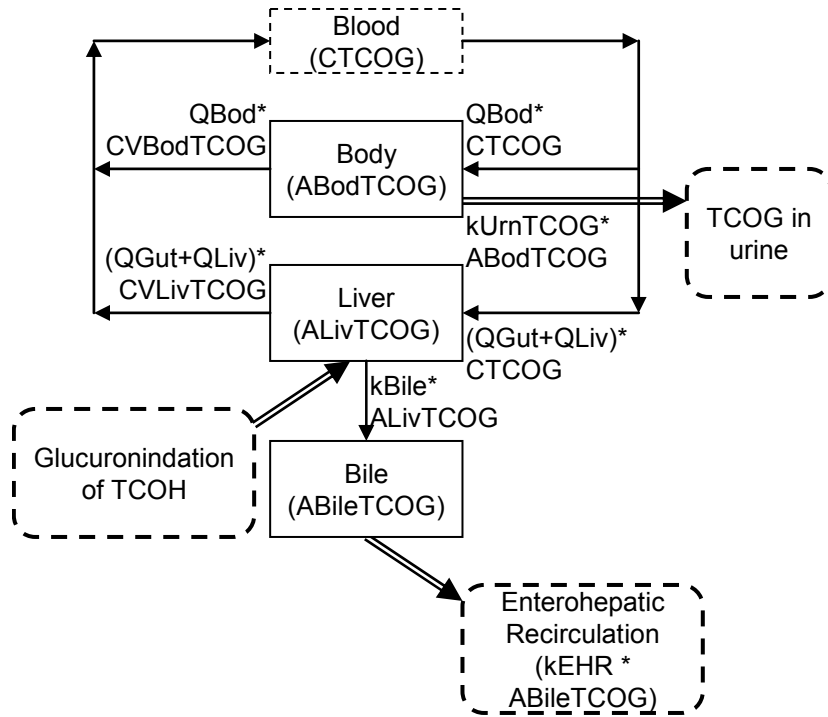 Blood
(CTCOG)
QBod*
CVBodTCOG
Body
(ABodTCOG)
QBod*
CTCOG
kUrnTCOG*
ABodTCOG
TCOG in
urine
(QGut+QLiv)*
CVLivTCOG
Liver
(ALivTCOG)
(QGut+QLiv)*
CTCOG
kBile*
ALivTCOG
Glucuronindation
of TCOH
Bile
(ABileTCOG)
Enterohepatic
Recirculation
(kEHR *
ABileTCOG)